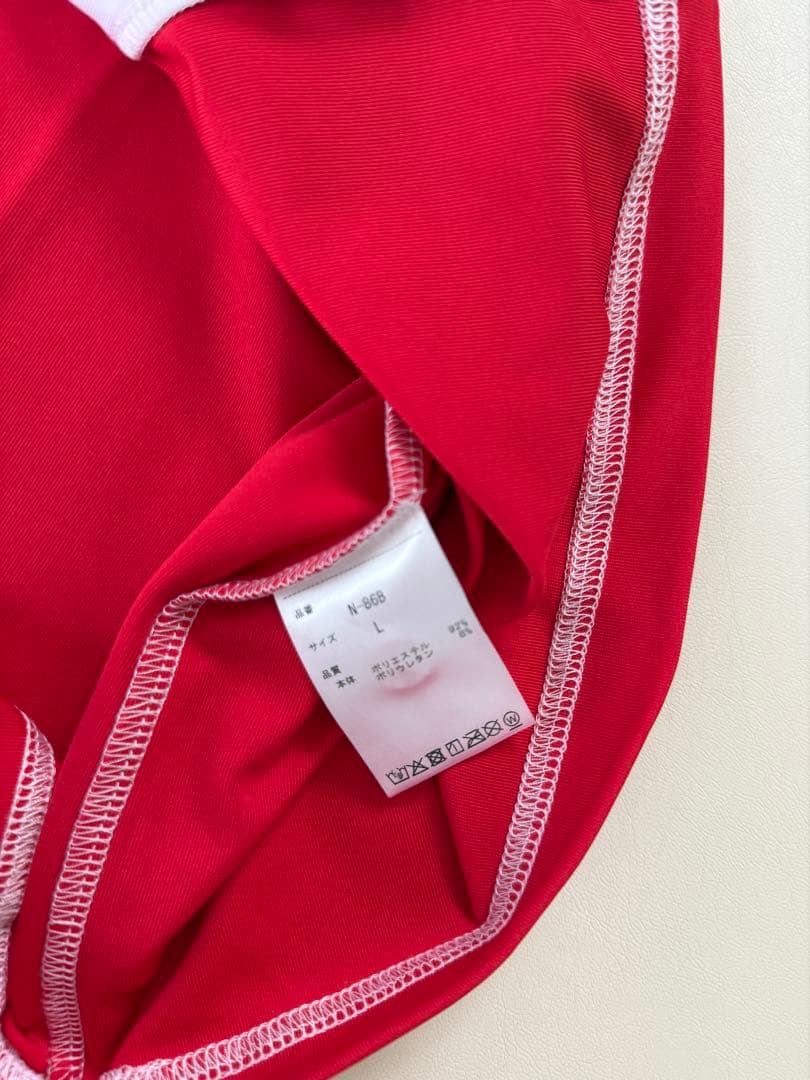 品番 N-86B
サイズ L
品質 ポリエステル 92%
本体 ポリウレタン 8%